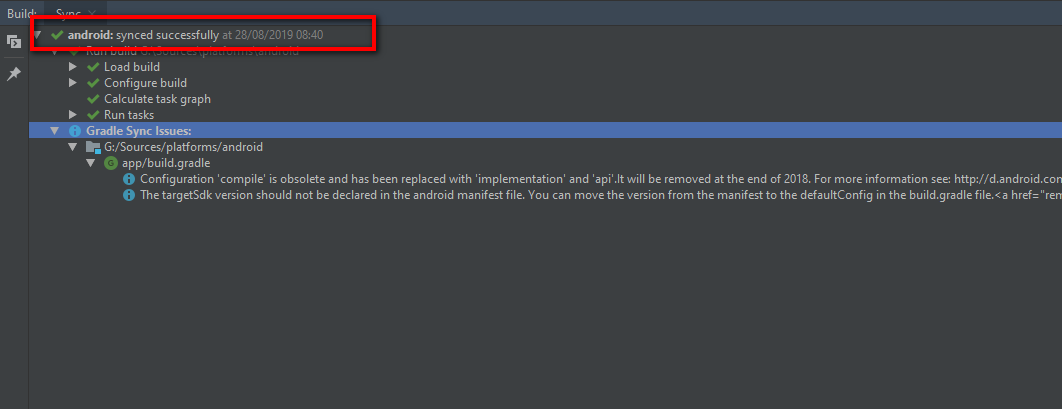 Build: Sync ×
android: synced successfully at 28/08/2019 08:40
Run build G:\Sources\platforms\android
Load build
Configure build
Calculate task graph
Run tasks
Gradle Sync Issues:
G:/Sources/platforms/android
app/build.gradle
Configuration 'compile' is obsolete and has been replaced with 'implementation' and 'api'.It will be removed at the end of 2018. For more information see: http://d.android.con
The targetSdk version should not be declared in the android manifest file. You can move the version from the manifest to the defaultConfig in the build.gradle file.<a href="rem